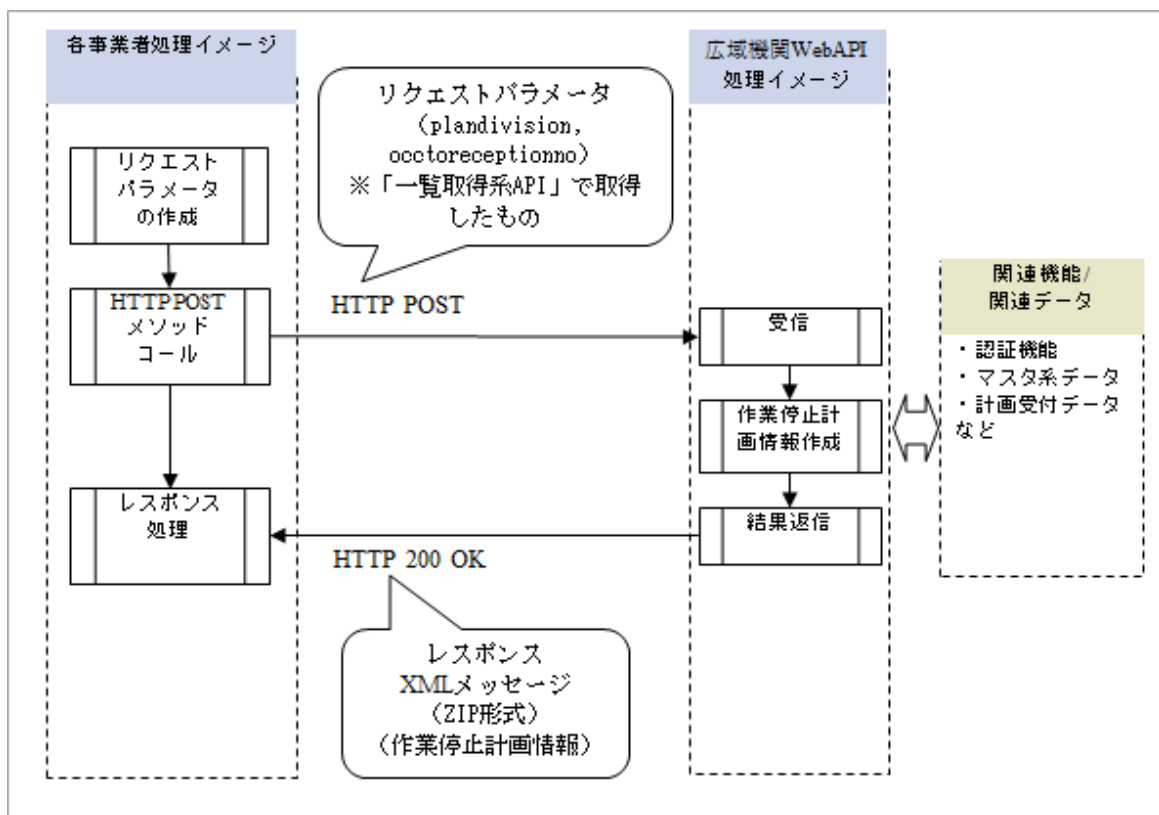 各事業者処理イメージ
広域機関WebAPI
処理イメージ
リクエストパラメータ
(plandivision,
occtoreceptionno)
※「一覧取得系API」で取得
したもの
リクエスト
パラメータ
の作成
HTTP POST
メソッド
コール
HTTP POST
受信
関連機能/
関連データ
・認証機能
・マスタ系データ
・計画受付データ
など
作業停止計
画情報作成
レスポンス
処理
結果返信
HTTP 200 OK
レスポンス
XMLメッセージ
(ZIP形式)
(作業停止計画情報)